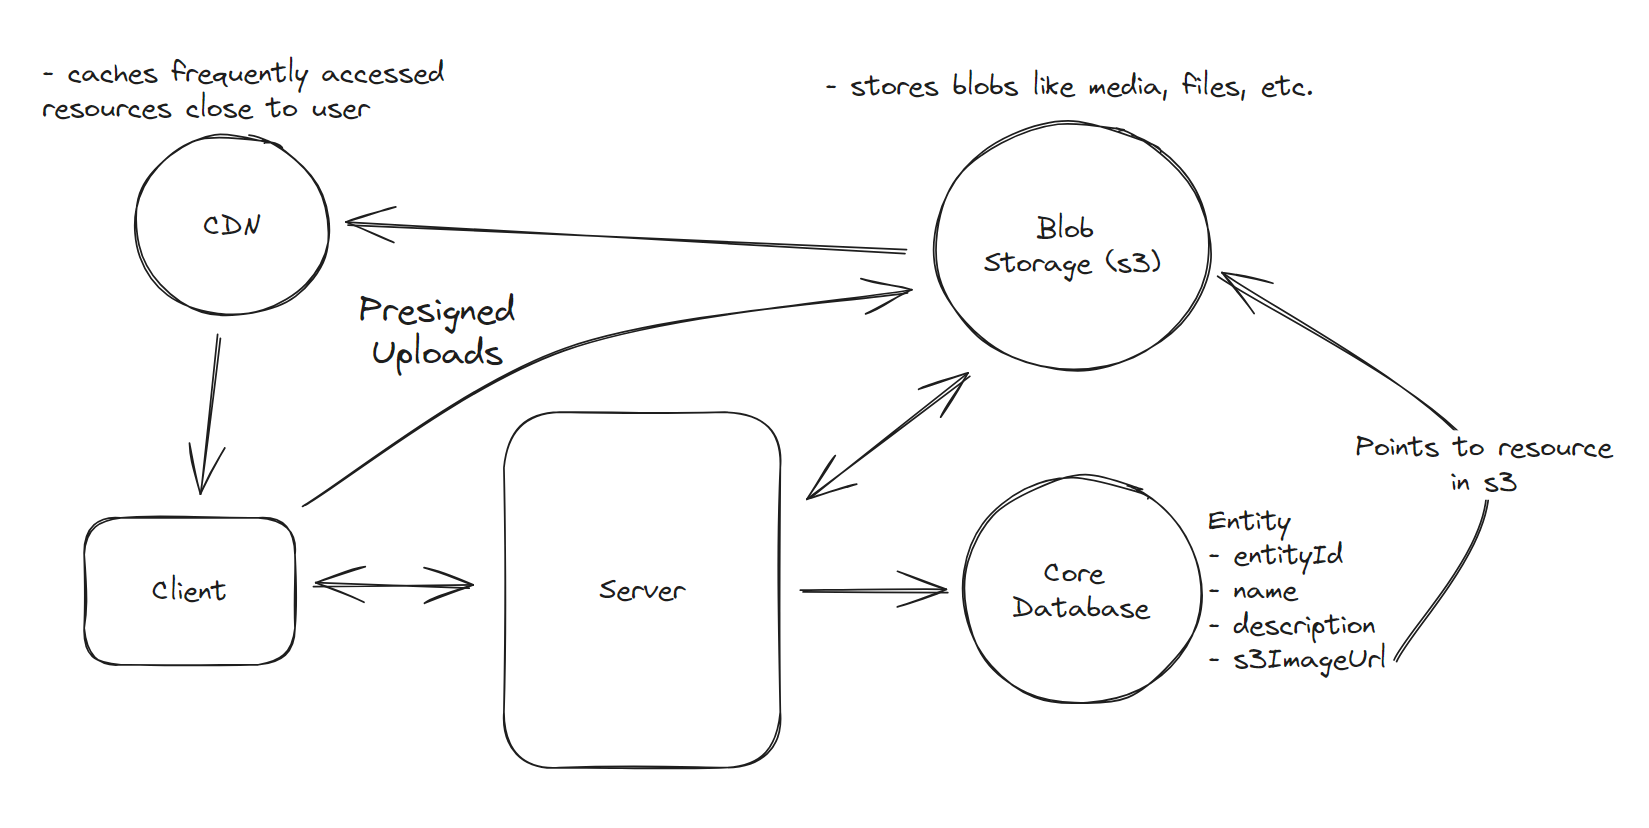 - caches frequently accessed
resources close to user
- stores blobs like media, files, etc.
CDN
Blob
Storage (s3)
Presigned
Uploads
Points to resource
in s3
Client
Server
Core
Database
Entity
- entityId
- name
- description
- s3ImageUrl